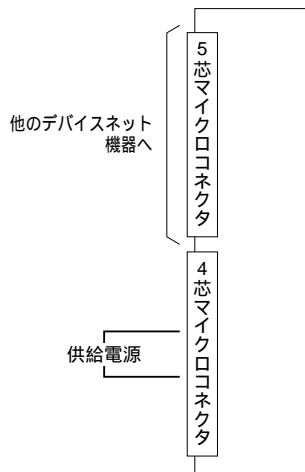 5芯マイクロコネクタ
他のデバイスネット
機器へ
4芯マイクロコネクタ
供給電源